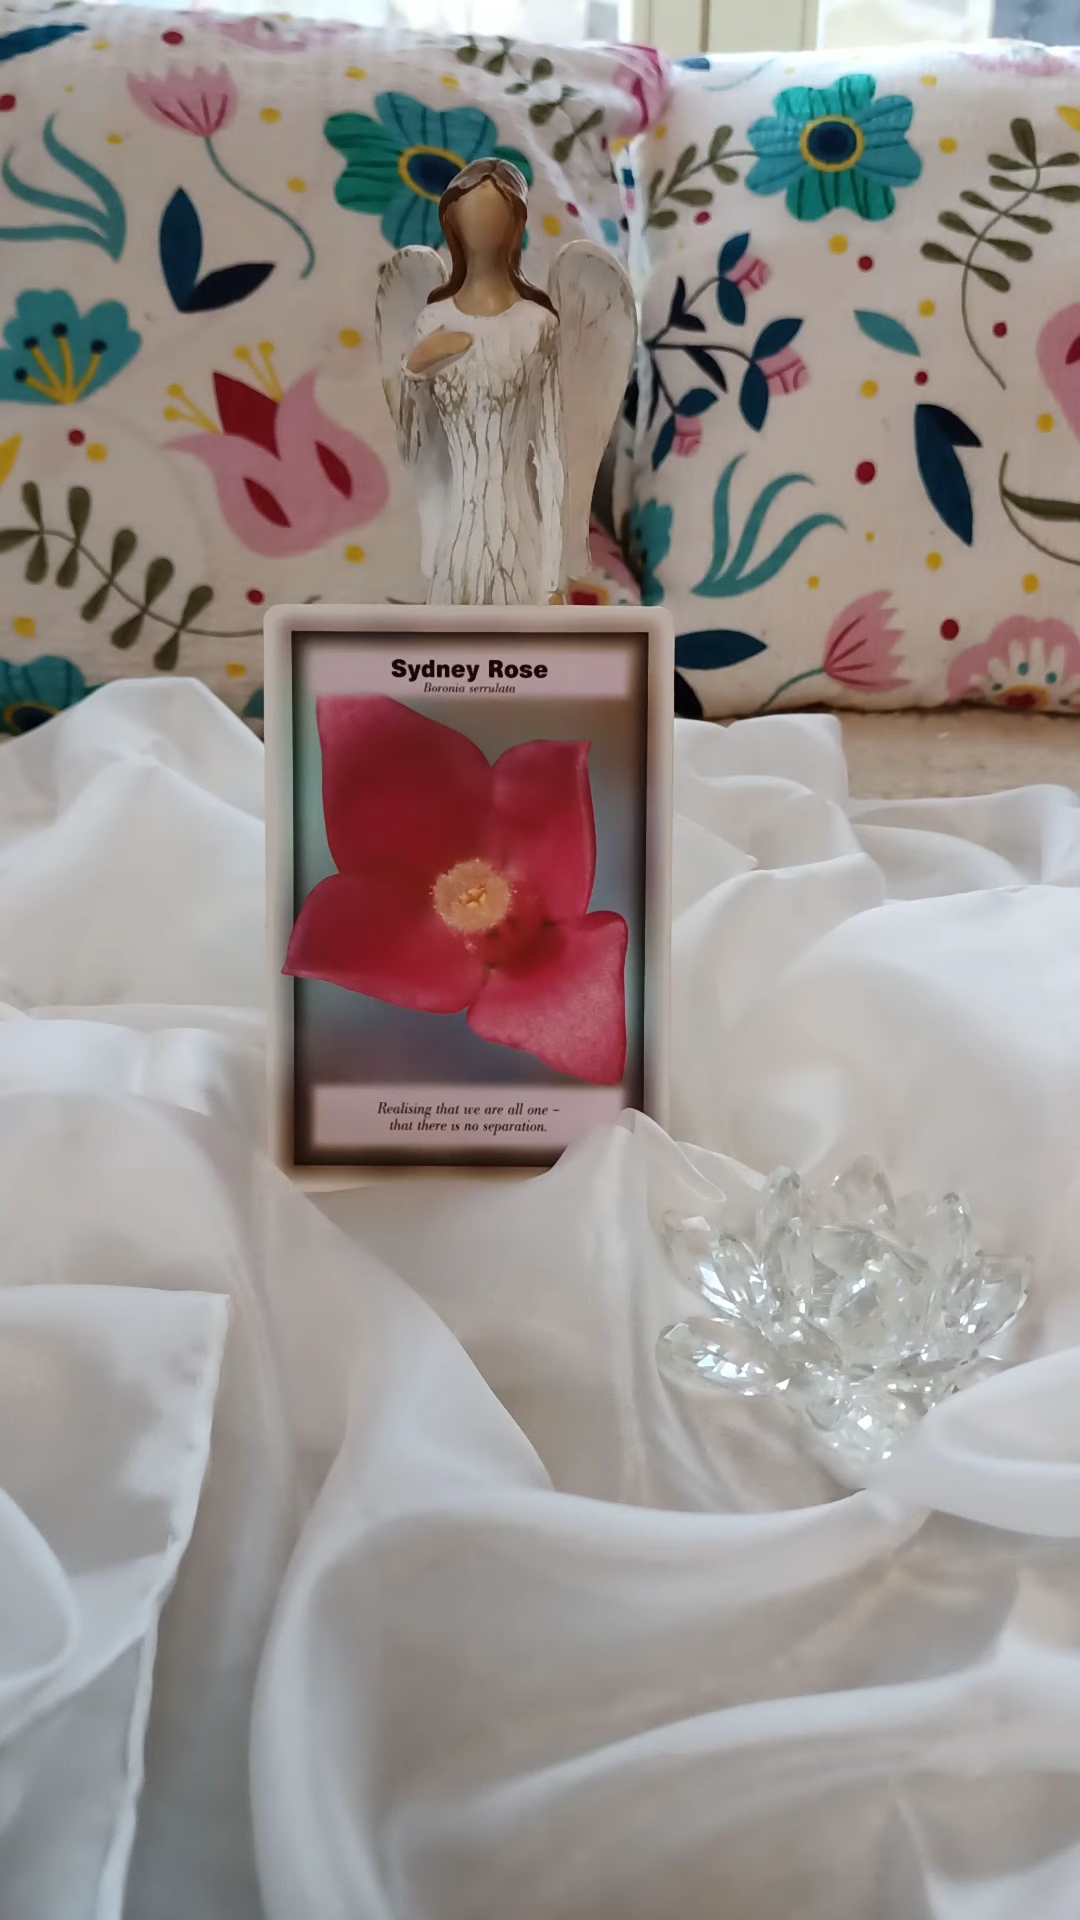 Sydney Rose
Boronia serrulata
Realising that we are all one –
that there is no separation.